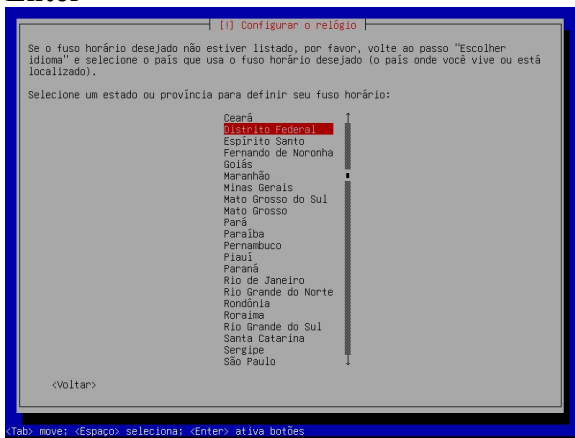 [!] Configurar o relógio
Se o fuso horário desejado não estiver listado, por favor, volte ao passo "Escolher
idioma" e selecione o país que usa o fuso horário desejado (o país onde você vive ou está
localizado).
Selecione um estado ou província para definir seu fuso horário:
Ceará
Distrito Federal
Espírito Santo
Fernando de Noronha
Goiás
Maranhão
Minas Gerais
Mato Grosso do Sul
Mato Grosso
Pará
Paraíba
Pernambuco
Piauí
Paraná
Rio de Janeiro
Rio Grande do Norte
Rondônia
Roraima
Rio Grande do Sul
Santa Catarina
Sergipe
São Paulo
<Voltar>
<Tab> move; <Espaço> seleciona; <Enter> ativa botões